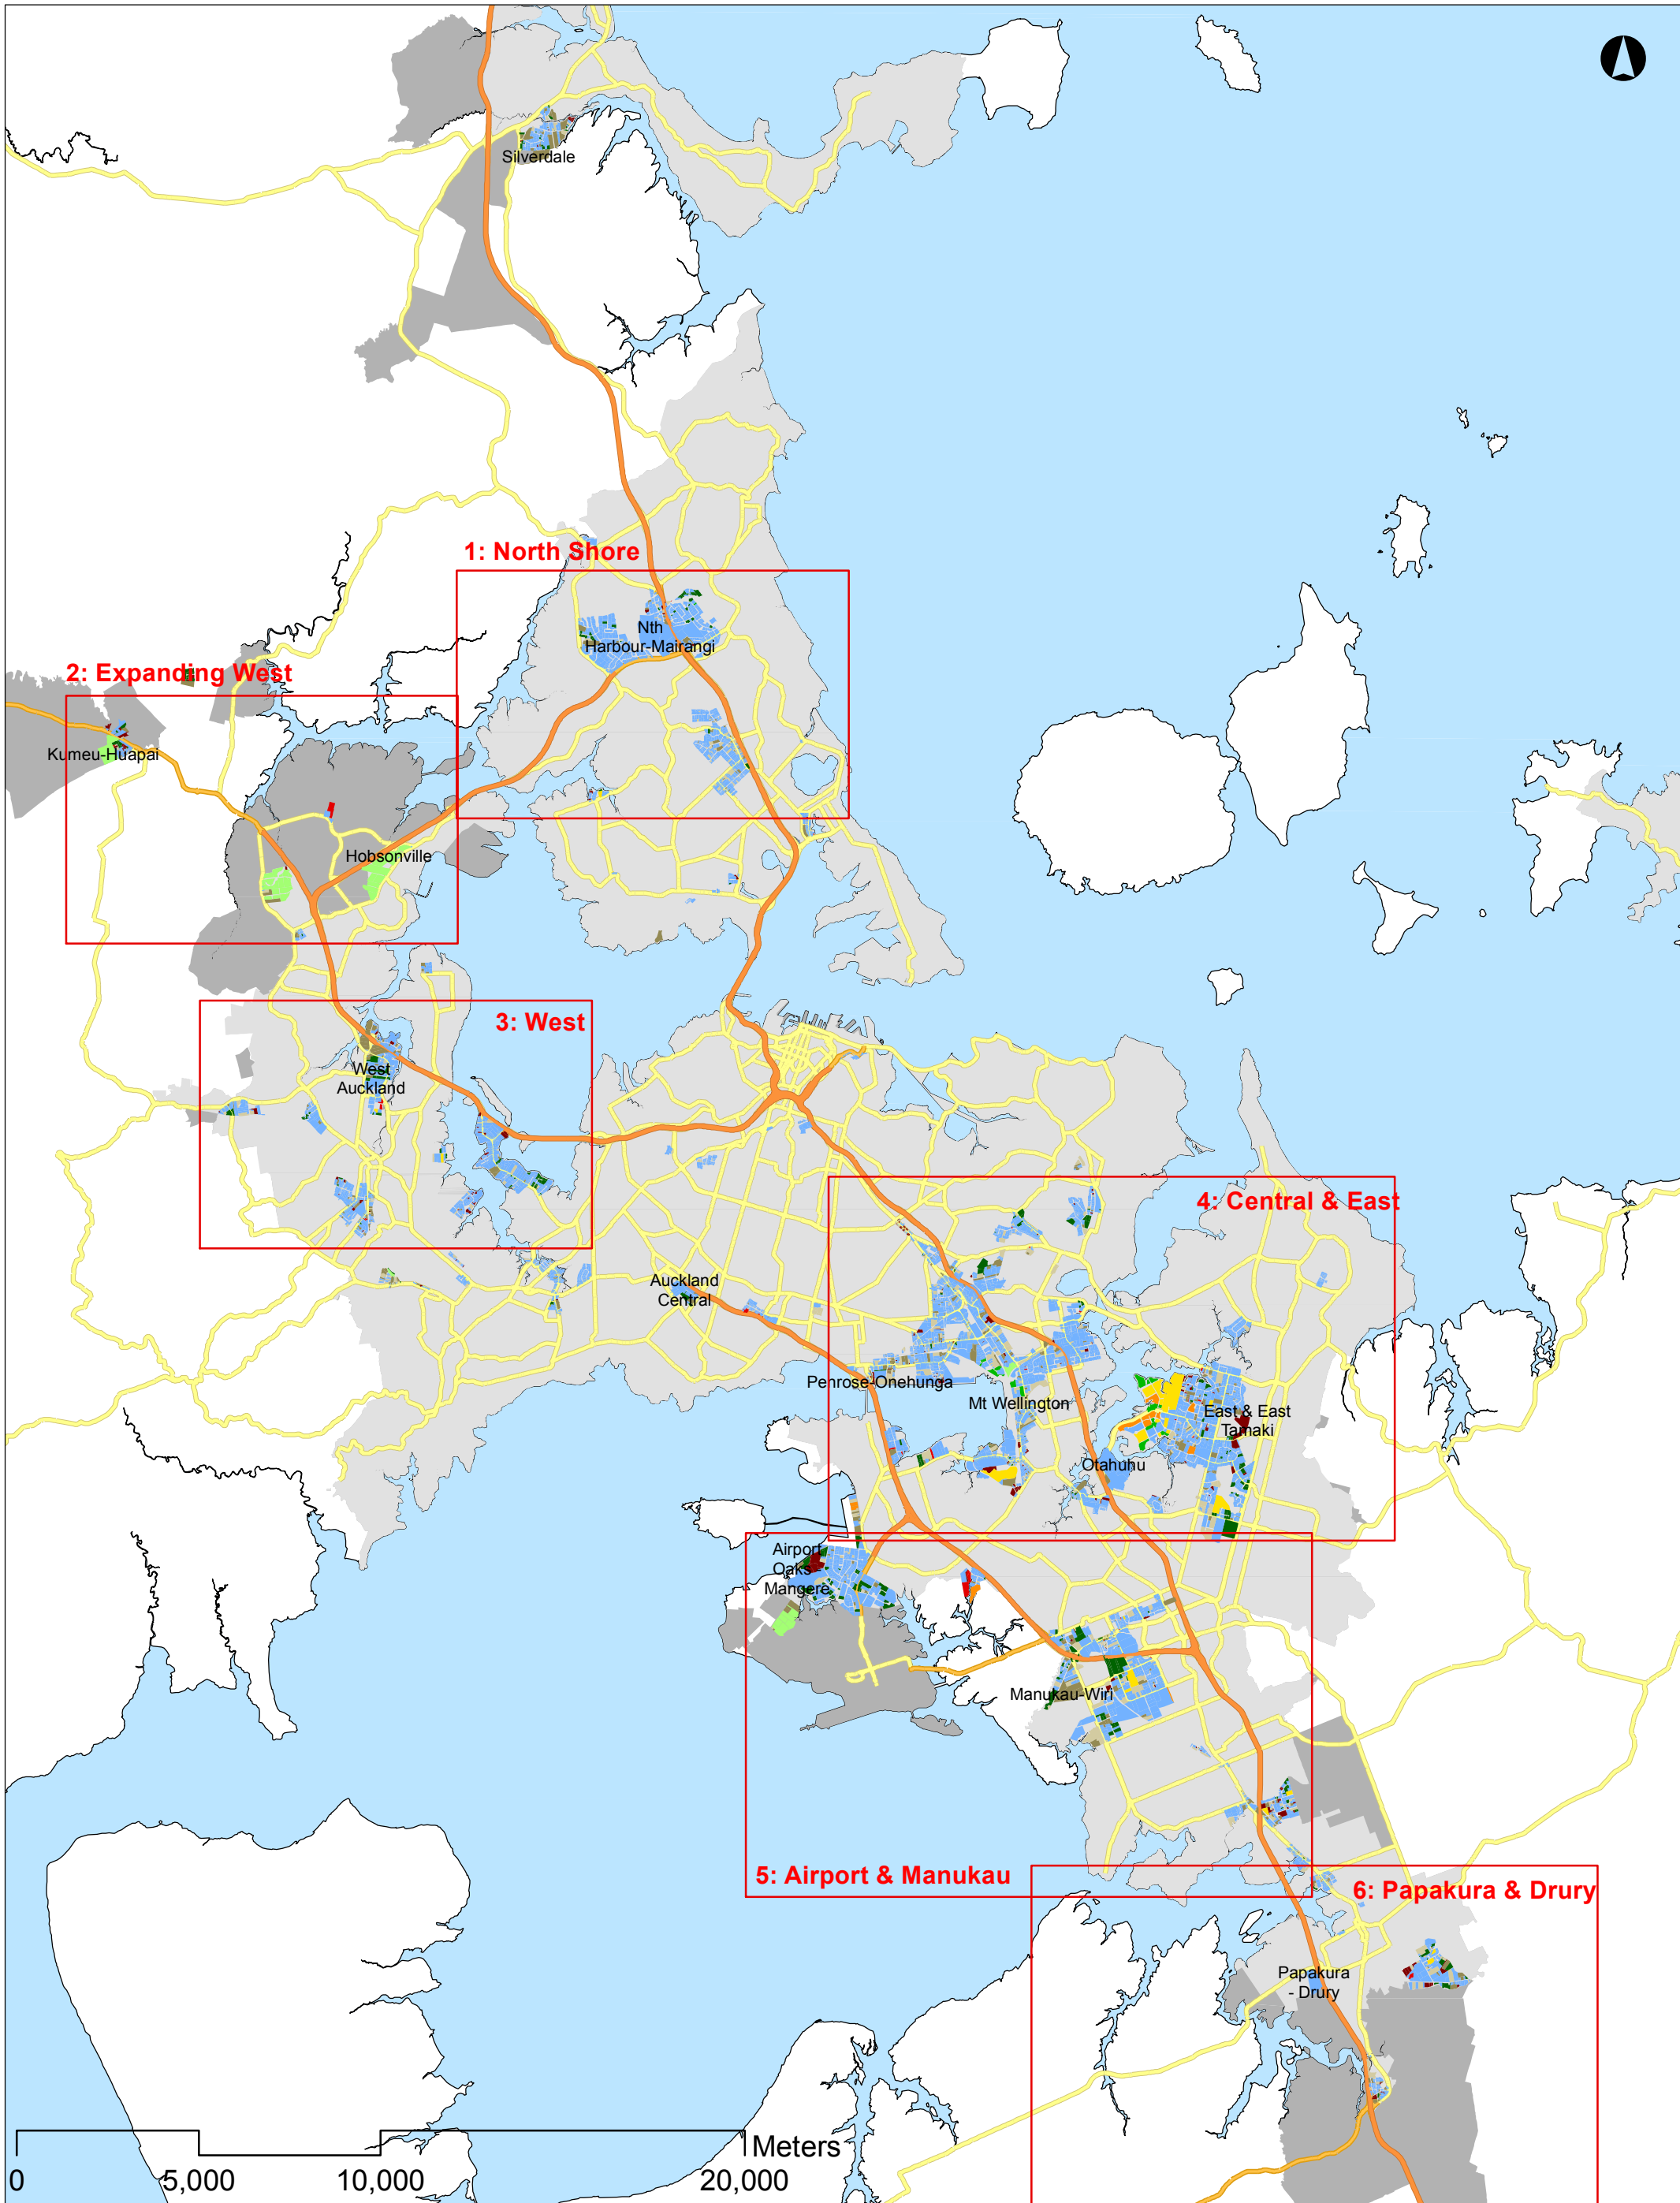 Silverdale
1: North Shore
Nth
Harbour-Mairangi
2: Expanding West
Kumeu-Huapai
Hobsonville
3: West
West
Auckland
4: Central & East
Auckland
Central
Penrose-Onehunga
Mt Wellington
East & East
Tamaki
Otahuhu
Airport
Oaks
Mangere
Manukau-Wiri
5: Airport & Manukau
6: Papakura & Drury
Papakura
- Drury
Meters
0 5,000 10,000 20,000